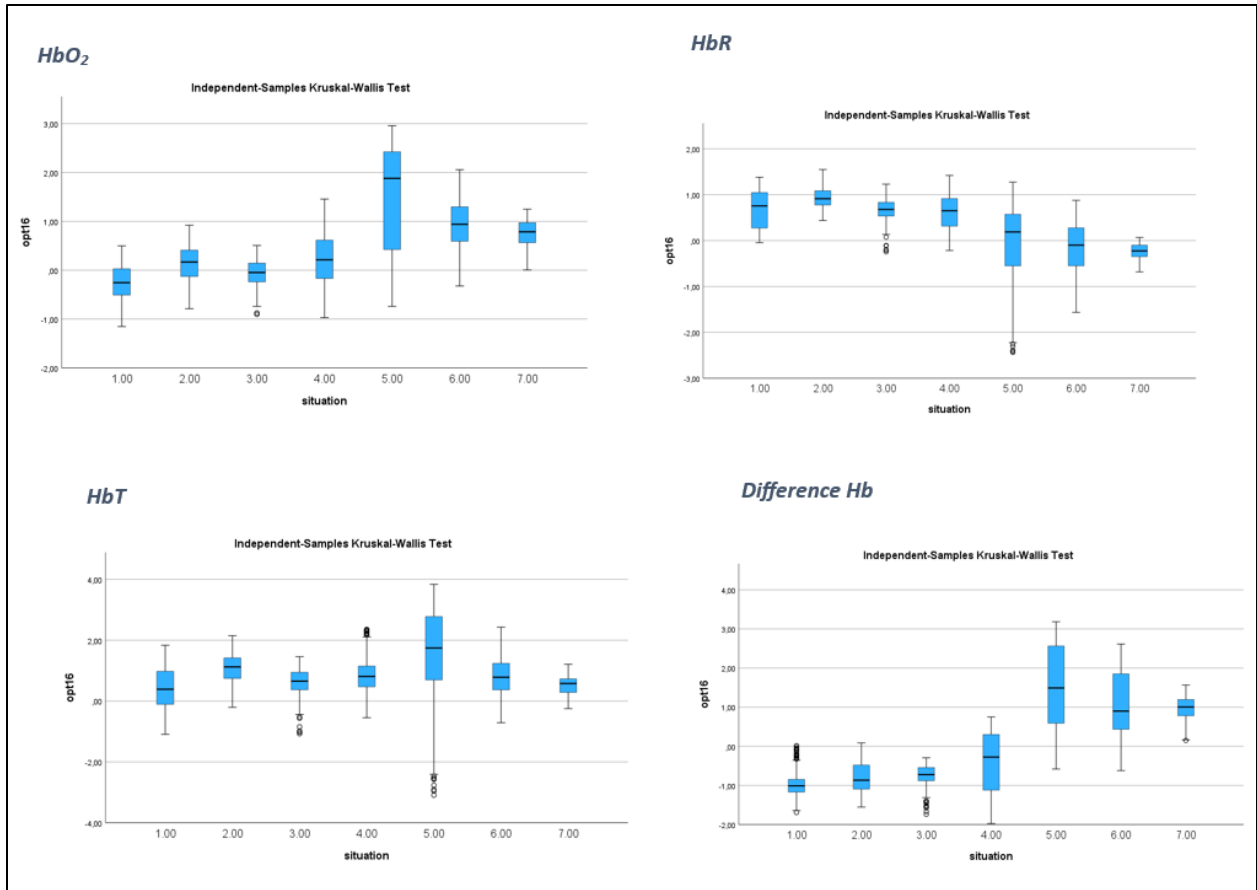 HbO₂
Independent-Samples Kruskal-Wallis Test
3,00
2,00
1,00
,00
-1,00
-2,00
opt16
1.00 2.00 3.00 4.00 5.00 6.00 7.00
situation
HbR
Independent-Samples Kruskal-Wallis Test
2,00
1,00
,00
-1,00
-2,00
-3,00
opt16
1.00 2.00 3.00 4.00 5.00 6.00 7.00
situation
HbT
Independent-Samples Kruskal-Wallis Test
4,00
2,00
,00
-2,00
-4,00
opt16
1.00 2.00 3.00 4.00 5.00 6.00 7.00
situation
Difference Hb
Independent-Samples Kruskal-Wallis Test
4,00
3,00
2,00
1,00
,00
-1,00
-2,00
opt16
1.00 2.00 3.00 4.00 5.00 6.00 7.00
situation